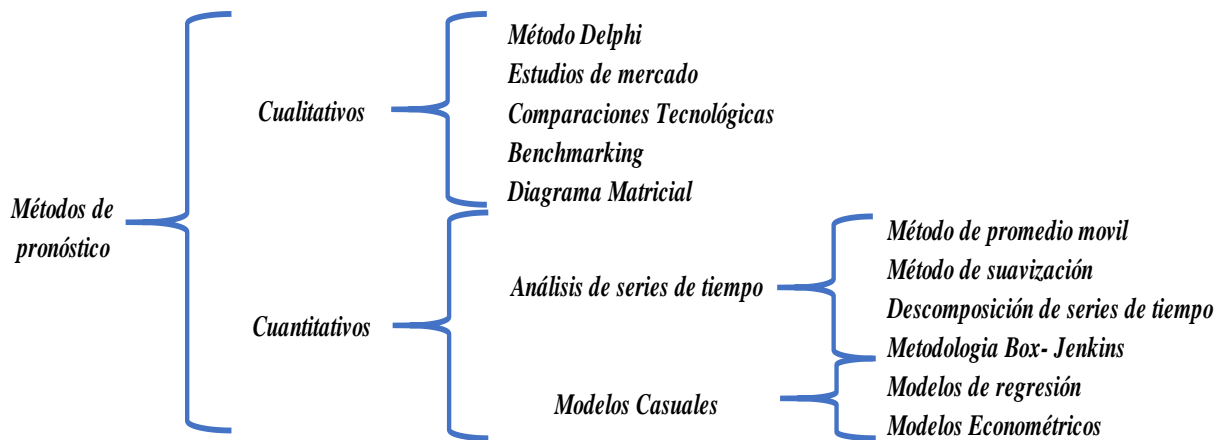 Métodos de
pronóstico
Cualitativos
Método Delphi
Estudios de mercado
Comparaciones Tecnológicas
Benchmarking
Diagrama Matricial
Cuantitativos
Análisis de series de tiempo
Método de promedio movil
Método de suavización
Descomposición de series de tiempo
Metodologia Box- Jenkins
Modelos Casuales
Modelos de regresión
Modelos Econométricos